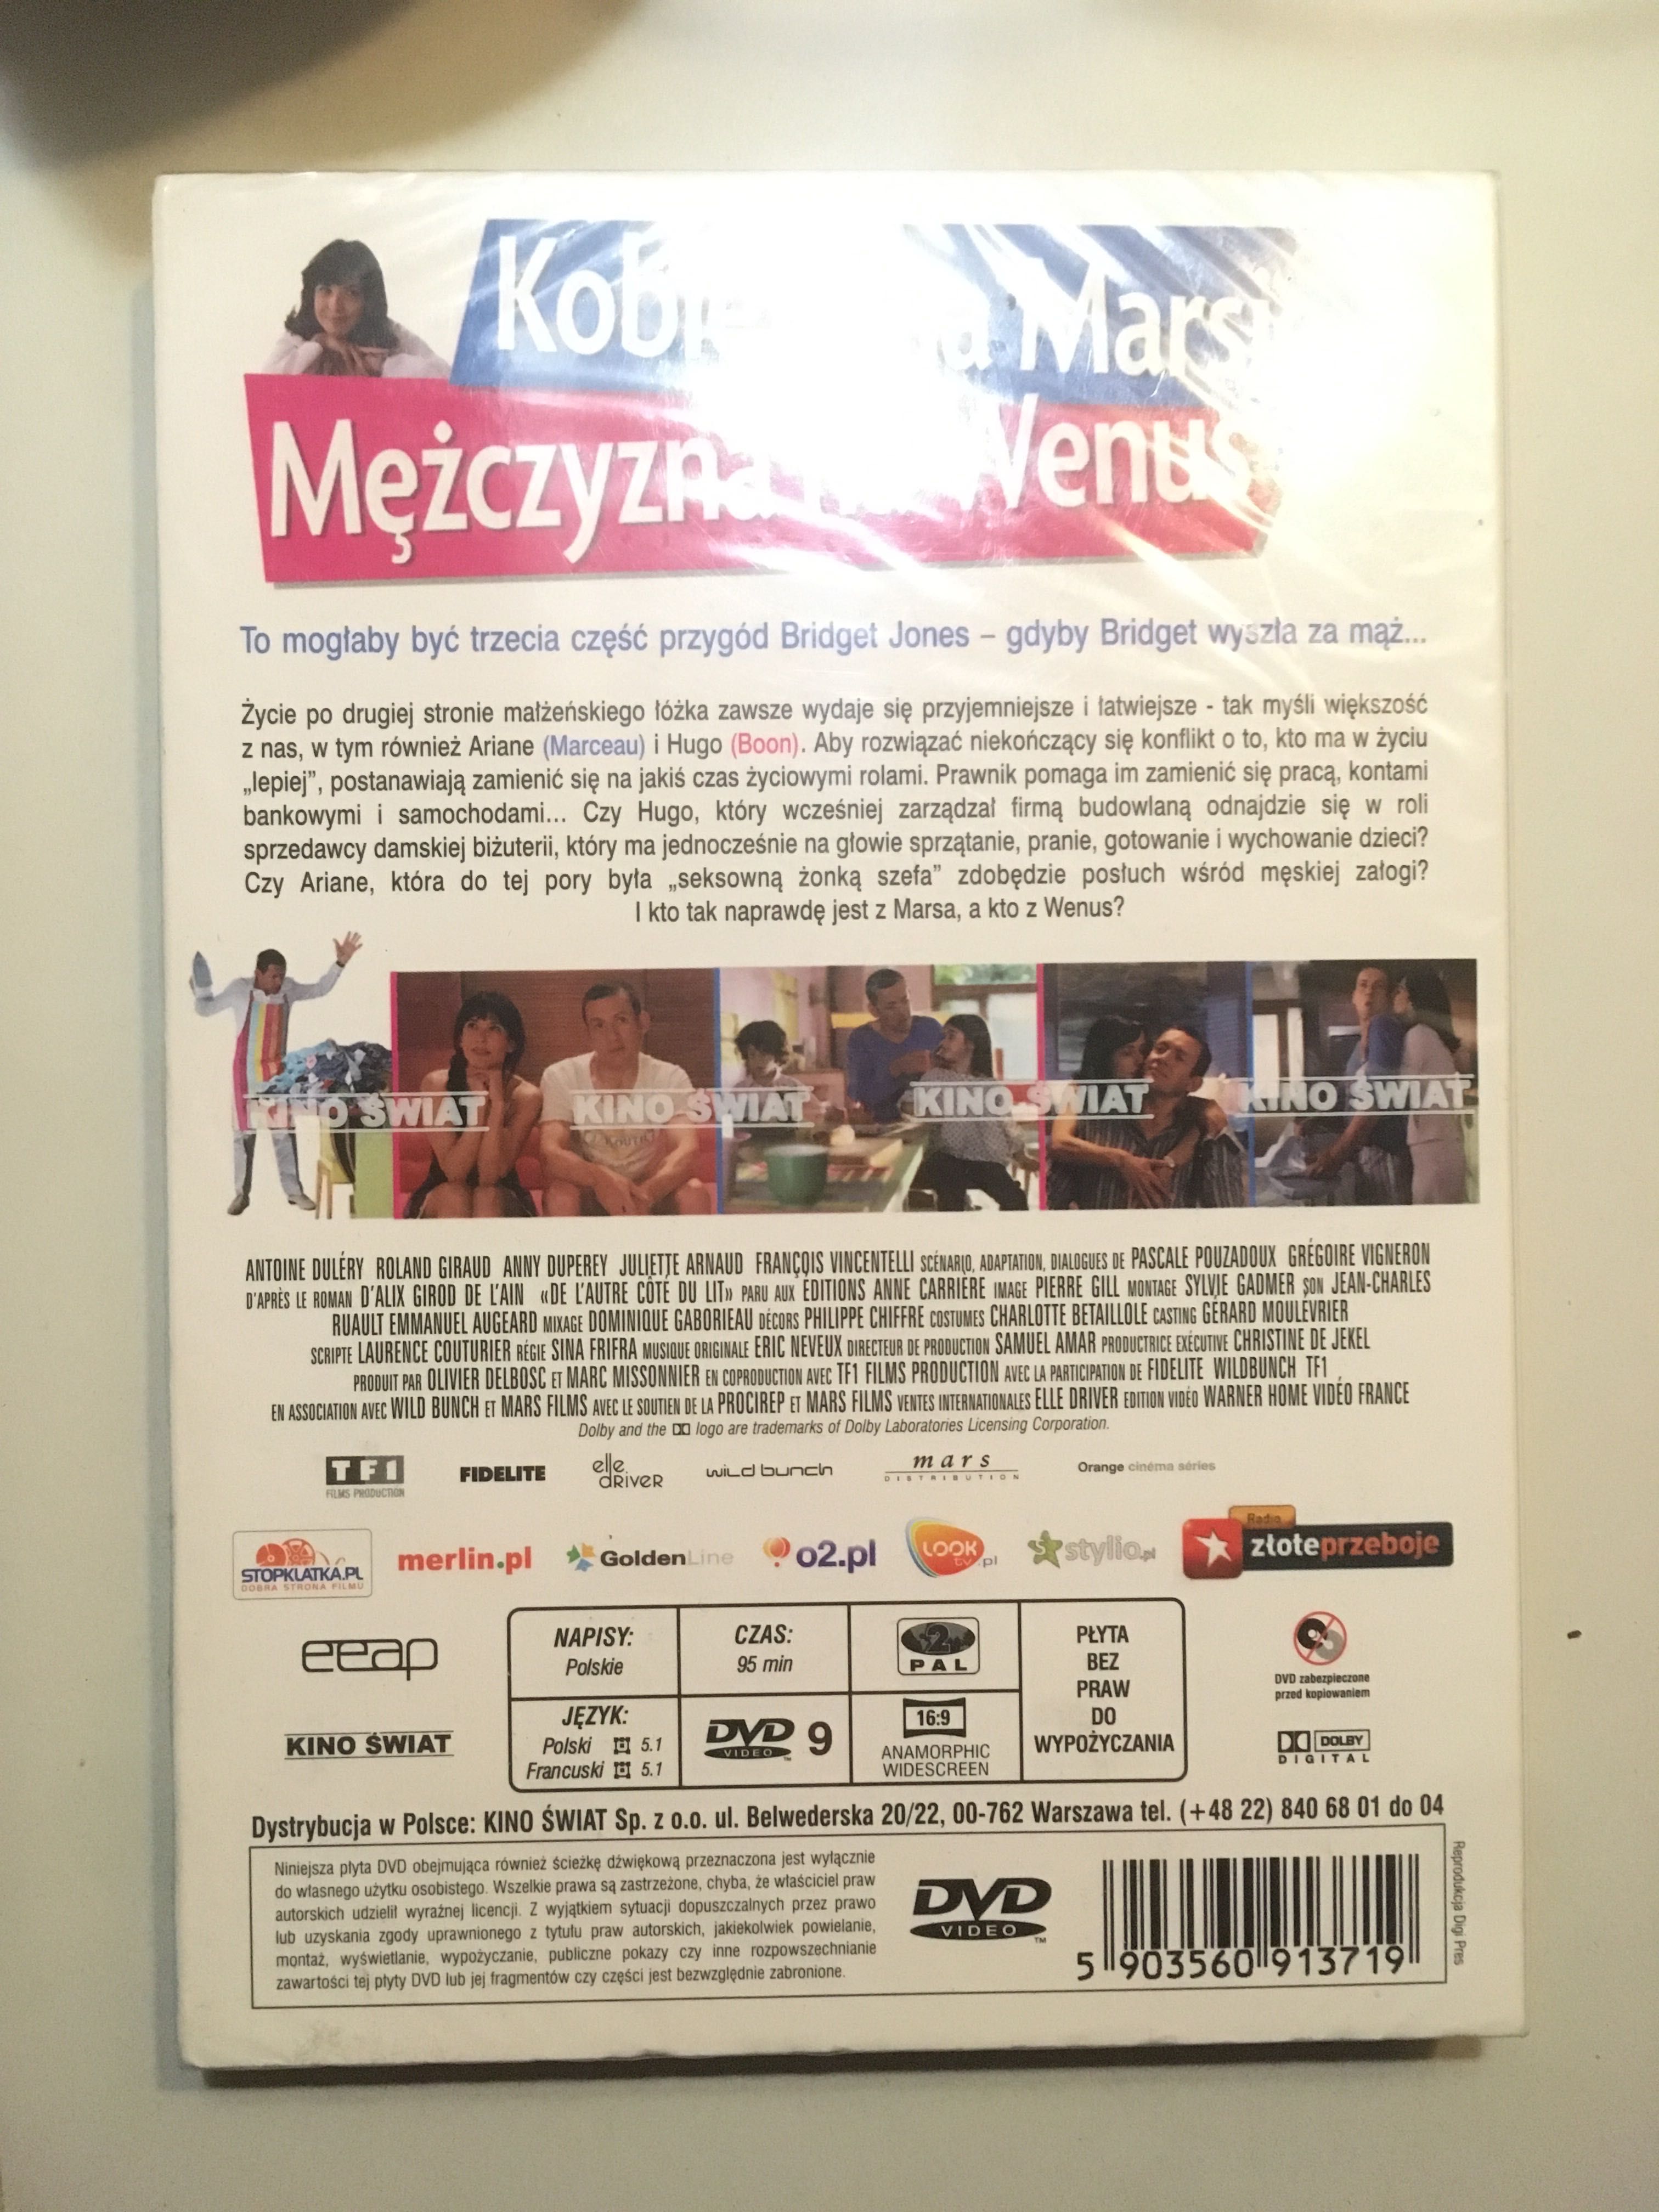 Mars
Mężczyzna Wenus
To mogłaby być trzecia część przygód Bridget Jones – gdyby Bridget wyszła za mąż...
Życie po drugiej stronie małżeńskiego łóżka zawsze wydaje się przyjemniejsze i łatwiejsze - tak myśli większość
z nas, w tym również Ariane (Marceau) i Hugo (Boon). Aby rozwiązać niekończący się konflikt o to, kto ma w życiu
„lepiej”, postanawiają zamienić się na jakiś czas życiowymi rolami. Prawnik pomaga im zamienić się pracą, kontami
bankowymi i samochodami... Czy Hugo, który wcześniej zarządzał firmą budowlaną odnajdzie się w roli
sprzedawcy damskiej biżuterii, który ma jednocześnie na głowie sprzątanie, pranie, gotowanie i wychowanie dzieci?
Czy Ariane, która do tej pory była „seksowną żonką szefa” zdobędzie posłuch wśród męskiej załogi?
I kto tak naprawdę jest z Marsa, a kto z Wenus?
KINO ŚWIAT KINO ŚWIAT KINO ŚWIAT KINO ŚWIAT
ANTOINE DULÉRY ROLAND GIRAUD ANNY DUPEREY JULIETTE ARNAUD FRANÇOIS VINCENTELLI SCÉNARIO, ADAPTATION, DIALOGUES DE PASCALE POUZADOUX GRÉGOIRE VIGNERON
D'APRÈS LE ROMAN D'ALIX GIROD DE L'AIN «DE L'AUTRE CÔTÉ DU LIT» PARU AUX ÉDITIONS ANNE CARRIÈRE IMAGE PIERRE GILL MONTAGE SYLVIE GADMER SON JEAN-CHARLES
RUAULT EMMANUEL AUGEARD MIXAGE DOMINIQUE GABORIEAU DÉCORS PHILIPPE CHIFFRE COSTUMES CHARLOTTE BETAILLOLE CASTING GÉRARD MOULÉVRIER
SCRIPTE LAURENCE COUTURIER RÉGIE SINA FRIFRA MUSIQUE ORIGINALE ERIC NEVEUX DIRECTEUR DE PRODUCTION SAMUEL AMAR PRODUCTRICE EXÉCUTIVE CHRISTINE DE JEKEL
PRODUIT PAR OLIVIER DELBOSC ET MARC MISSONNIER EN COPRODUCTION AVEC TF1 FILMS PRODUCTION AVEC LA PARTICIPATION DE FIDELITE WILDBUNCH TF1
EN ASSOCIATION AVEC WILD BUNCH ET MARS FILMS AVEC LE SOUTIEN DE LA PROCIREP ET MARS FILMS VENTES INTERNATIONALES ELLE DRIVER EDITION VIDÉO WARNER HOME VIDÉO FRANCE
Dolby and the logo are trademarks of Dolby Laboratories Licensing Corporation.
TF1 FILMS PRODUCTION FIDELITE elle DRIVER wild bunch mars DISTRIBUTION Orange cinéma séries
STOPKLATKA.PL DOBRA STRONA FILMU merlin.pl GoldenLine o2.pl LOOK tv.pl stylio.pl Radio złoteprzeboje
eeap
KINO ŚWIAT
NAPISY:
Polskie
CZAS:
95 min
2
PAL
JĘZYK:
Polski 5.1
Francuski 5.1
DVD VIDEO TM 9
16:9
ANAMORPHIC
WIDESCREEN
PŁYTA
BEZ
PRAW
DO
WYPOŻYCZANIA
DVD zabezpieczone
przed kopiowaniem
DOLBY
DIGITAL
Dystrybucja w Polsce: KINO ŚWIAT Sp. z o.o. ul. Belwederska 20/22, 00-762 Warszawa tel. (+48 22) 840 68 01 do 04
Niniejsza płyta DVD obejmująca również ścieżkę dźwiękową przeznaczona jest wyłącznie
do własnego użytku osobistego. Wszelkie prawa są zastrzeżone, chyba, że właściciel praw
autorskich udzielił wyraźnej licencji. Z wyjątkiem sytuacji dopuszczalnych przez prawo
lub uzyskania zgody uprawnionego z tytułu praw autorskich, jakiekolwiek powielanie,
montaż, wyświetlanie, wypożyczanie, publiczne pokazy czy inne rozpowszechnianie
zawartości tej płyty DVD lub jej fragmentów czy części jest bezwzględnie zabronione.
DVD
VIDEO TM
5 903560 913719
Reprodukcja Digi Pres